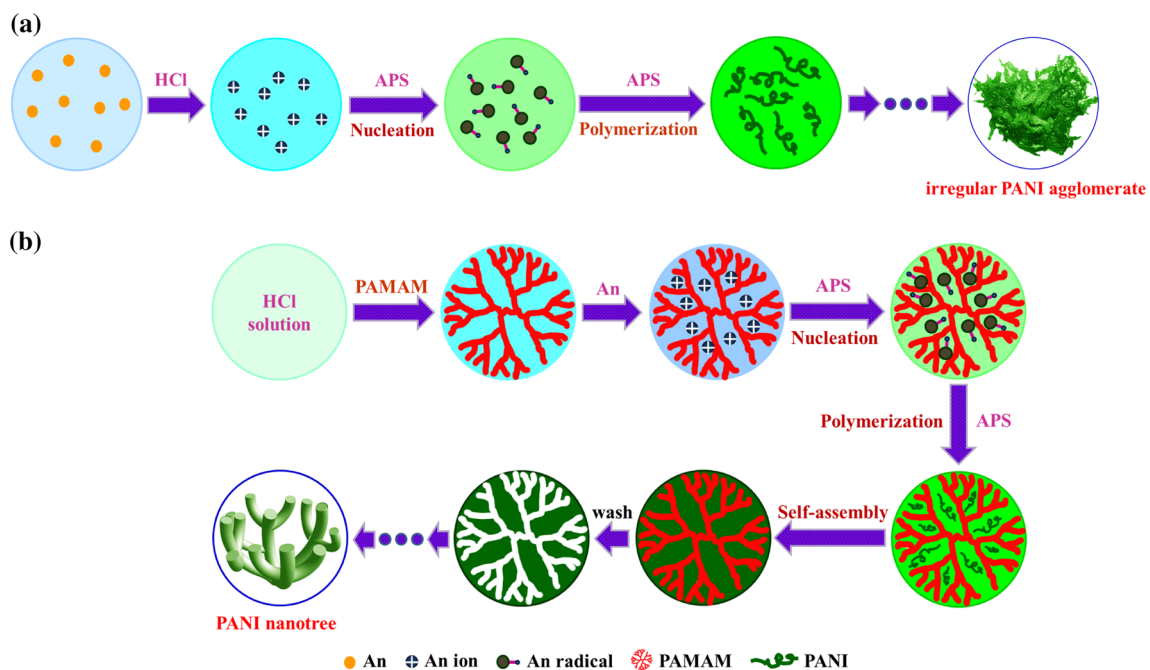 (a)
HCl
APS
Nucleation
APS
Polymerization
irregular PANI agglomerate
(b)
HCl
solution
PAMAM
An
APS
Nucleation
Polymerization
APS
Self-assembly
wash
PANI nanotree
An
An ion
An radical
PAMAM
PANI